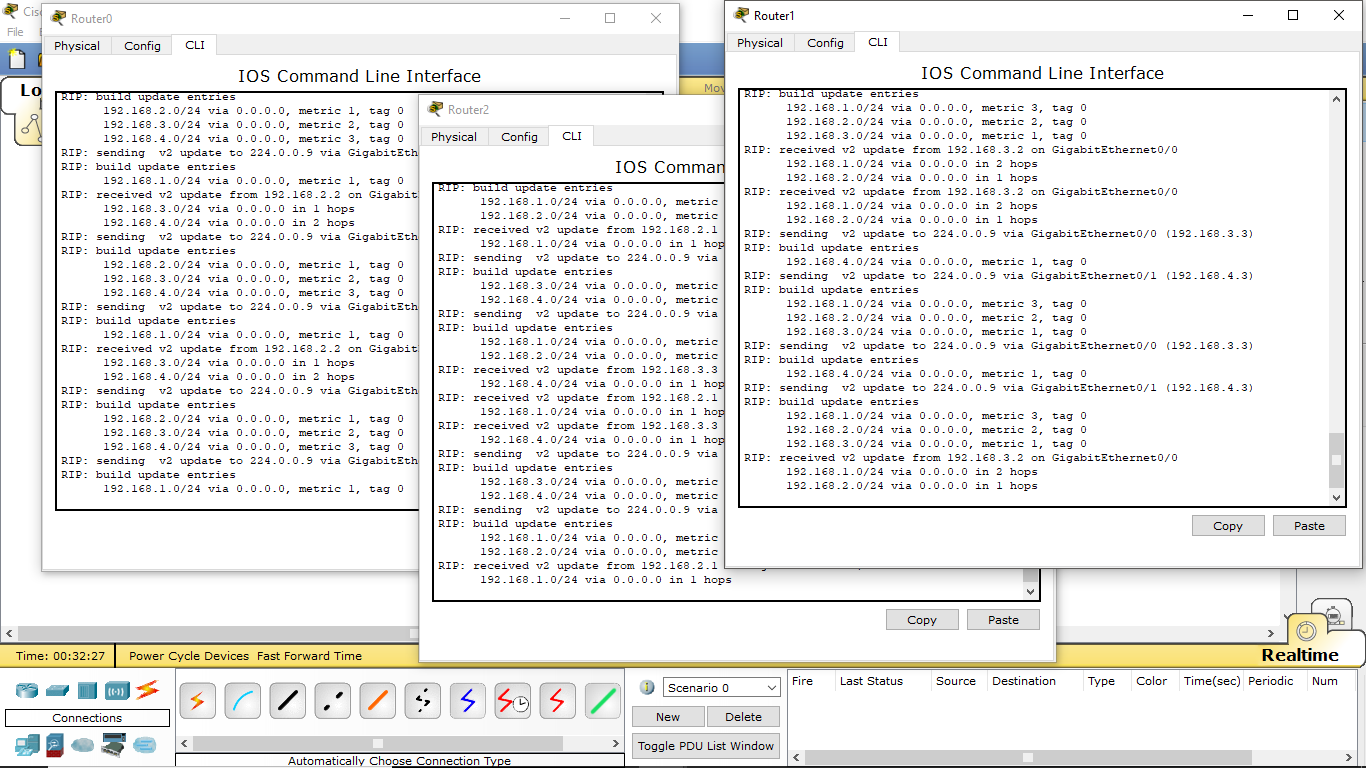 Cisc
File
Router0
Physical Config CLI
IOS Command Line Interface
RIP: build update entries
192.168.2.0/24 via 0.0.0.0, metric 1, tag 0
192.168.3.0/24 via 0.0.0.0, metric 2, tag 0
192.168.4.0/24 via 0.0.0.0, metric 3, tag 0
RIP: sending  v2 update to 224.0.0.9 via GigabitEth
RIP: build update entries
192.168.1.0/24 via 0.0.0.0, metric 1, tag 0
RIP: received v2 update from 192.168.2.2 on Gigabit
192.168.3.0/24 via 0.0.0.0 in 1 hops
192.168.4.0/24 via 0.0.0.0 in 2 hops
RIP: sending  v2 update to 224.0.0.9 via GigabitEth
RIP: build update entries
192.168.2.0/24 via 0.0.0.0, metric 1, tag 0
192.168.3.0/24 via 0.0.0.0, metric 2, tag 0
192.168.4.0/24 via 0.0.0.0, metric 3, tag 0
RIP: sending  v2 update to 224.0.0.9 via GigabitEth
RIP: build update entries
192.168.1.0/24 via 0.0.0.0, metric 1, tag 0
RIP: received v2 update from 192.168.2.2 on Gigabit
192.168.3.0/24 via 0.0.0.0 in 1 hops
192.168.4.0/24 via 0.0.0.0 in 2 hops
RIP: sending  v2 update to 224.0.0.9 via GigabitEth
RIP: build update entries
192.168.2.0/24 via 0.0.0.0, metric 1, tag 0
192.168.3.0/24 via 0.0.0.0, metric 2, tag 0
192.168.4.0/24 via 0.0.0.0, metric 3, tag 0
RIP: sending  v2 update to 224.0.0.9 via GigabitEth
RIP: build update entries
192.168.1.0/24 via 0.0.0.0, metric 1, tag 0
Lo
Mov
Router2
Physical Config CLI
IOS Comman
RIP: build update entries
192.168.1.0/24 via 0.0.0.0, metric
192.168.2.0/24 via 0.0.0.0, metric
RIP: received v2 update from 192.168.2.1
192.168.1.0/24 via 0.0.0.0 in 1 hop
RIP: sending  v2 update to 224.0.0.9 via
RIP: build update entries
192.168.3.0/24 via 0.0.0.0, metric
192.168.4.0/24 via 0.0.0.0, metric
RIP: sending  v2 update to 224.0.0.9 via
RIP: build update entries
192.168.1.0/24 via 0.0.0.0, metric
192.168.2.0/24 via 0.0.0.0, metric
RIP: received v2 update from 192.168.3.3
192.168.4.0/24 via 0.0.0.0 in 1 hop
RIP: received v2 update from 192.168.2.1
192.168.1.0/24 via 0.0.0.0 in 1 hop
RIP: received v2 update from 192.168.3.3
192.168.4.0/24 via 0.0.0.0 in 1 hop
RIP: sending  v2 update to 224.0.0.9 via
RIP: build update entries
192.168.3.0/24 via 0.0.0.0, metric
192.168.4.0/24 via 0.0.0.0, metric
RIP: sending  v2 update to 224.0.0.9 via
RIP: build update entries
192.168.1.0/24 via 0.0.0.0, metric
192.168.2.0/24 via 0.0.0.0, metric
RIP: received v2 update from 192.168.2.1
192.168.1.0/24 via 0.0.0.0 in 1 hops
Copy Paste
Router1
Physical Config CLI
IOS Command Line Interface
RIP: build update entries
192.168.1.0/24 via 0.0.0.0, metric 3, tag 0
192.168.2.0/24 via 0.0.0.0, metric 2, tag 0
192.168.3.0/24 via 0.0.0.0, metric 1, tag 0
RIP: received v2 update from 192.168.3.2 on GigabitEthernet0/0
192.168.1.0/24 via 0.0.0.0 in 2 hops
RIP: received v2 update from 192.168.3.2 on GigabitEthernet0/0
192.168.1.0/24 via 0.0.0.0 in 2 hops
192.168.2.0/24 via 0.0.0.0 in 1 hops
RIP: sending  v2 update to 224.0.0.9 via GigabitEthernet0/0 (192.168.3.3)
RIP: build update entries
192.168.4.0/24 via 0.0.0.0, metric 1, tag 0
RIP: sending  v2 update to 224.0.0.9 via GigabitEthernet0/1 (192.168.4.3)
RIP: build update entries
192.168.1.0/24 via 0.0.0.0, metric 3, tag 0
192.168.2.0/24 via 0.0.0.0, metric 2, tag 0
192.168.3.0/24 via 0.0.0.0, metric 1, tag 0
RIP: sending  v2 update to 224.0.0.9 via GigabitEthernet0/0 (192.168.3.3)
RIP: build update entries
192.168.4.0/24 via 0.0.0.0, metric 1, tag 0
RIP: sending  v2 update to 224.0.0.9 via GigabitEthernet0/1 (192.168.4.3)
RIP: build update entries
192.168.1.0/24 via 0.0.0.0, metric 3, tag 0
192.168.2.0/24 via 0.0.0.0, metric 2, tag 0
192.168.3.0/24 via 0.0.0.0, metric 1, tag 0
RIP: received v2 update from 192.168.3.2 on GigabitEthernet0/0
192.168.1.0/24 via 0.0.0.0 in 2 hops
192.168.2.0/24 via 0.0.0.0 in 1 hops
Copy Paste
Time: 00:32:27 Power Cycle Devices Fast Forward Time
Realtime
Connections
Automatically Choose Connection Type
Scenario 0
New Delete
Toggle PDU List Window
Fire Last Status Source Destination Type Color Time(sec) Periodic Num